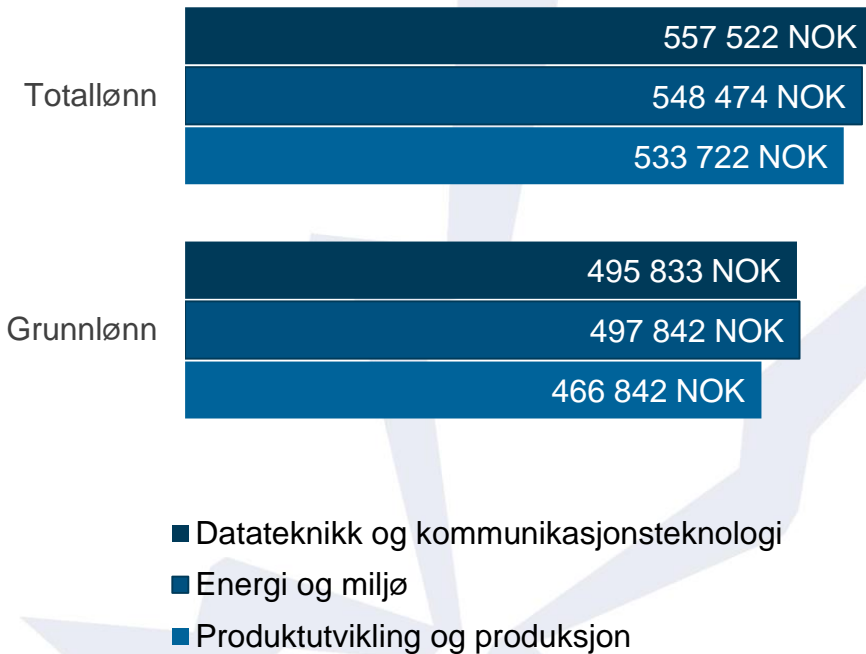 557 522 NOK
Totallønn
548 474 NOK
533 722 NOK
495 833 NOK
Grunnlønn
497 842 NOK
466 842 NOK
Datateknikk og kommunikasjonsteknologi
Energi og miljø
Produktutvikling og produksjon